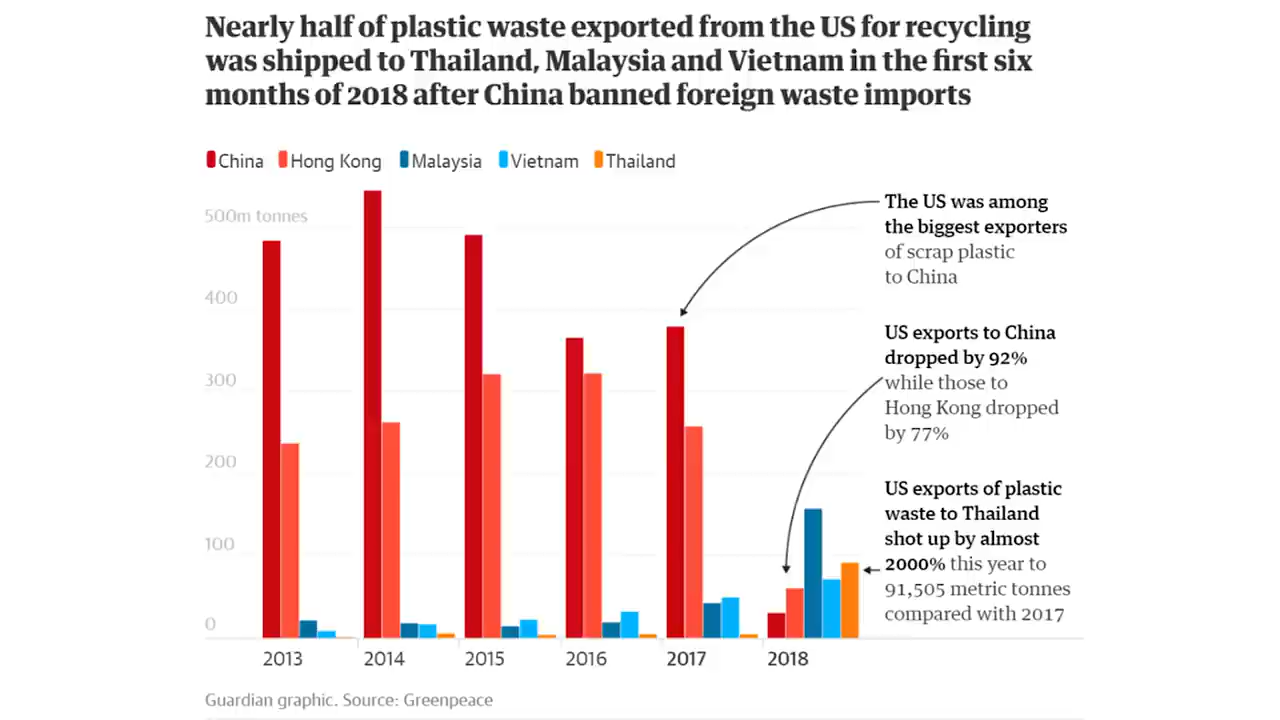 Nearly half of plastic waste exported from the US for recycling
was shipped to Thailand, Malaysia and Vietnam in the first six
months of 2018 after China banned foreign waste imports
China Hong Kong Malaysia Vietnam Thailand
500m tonnes
400
300
200
100
0
2013 2014 2015 2016 2017 2018
The US was among
the biggest exporters
of scrap plastic
to China
US exports to China
dropped by 92%
while those to
Hong Kong dropped
by 77%
US exports of plastic
waste to Thailand
shot up by almost
2000% this year to
91,505 metric tonnes
compared with 2017
Guardian graphic. Source: Greenpeace